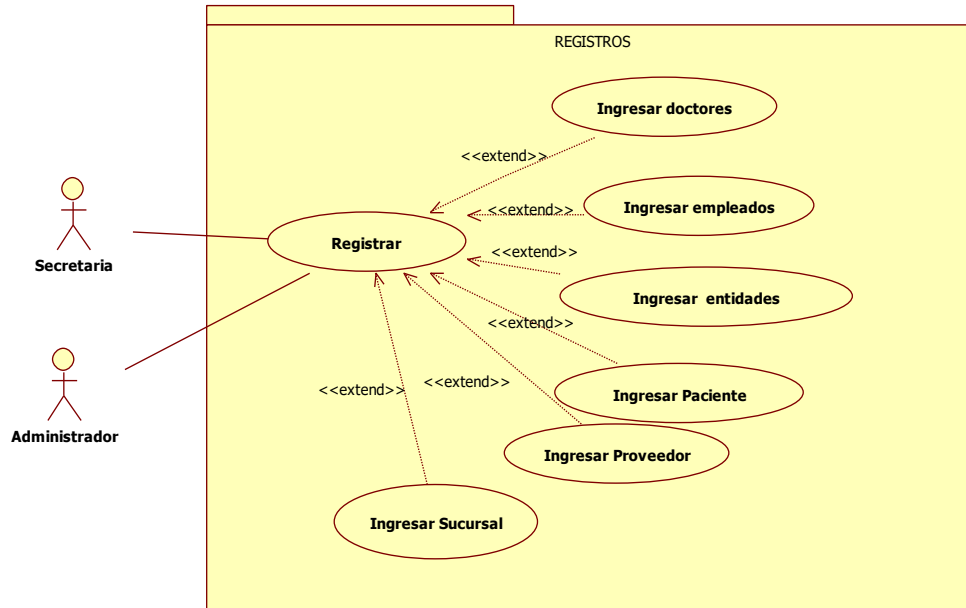 REGISTROS
Ingresar doctores
<<extend>>
Ingresar empleados
<<extend>>
Registrar
<<extend>>
Secretaria
Ingresar entidades
<<extend>>
<<extend>>
<<extend>>
Ingresar Paciente
Administrador
Ingresar Proveedor
Ingresar Sucursal